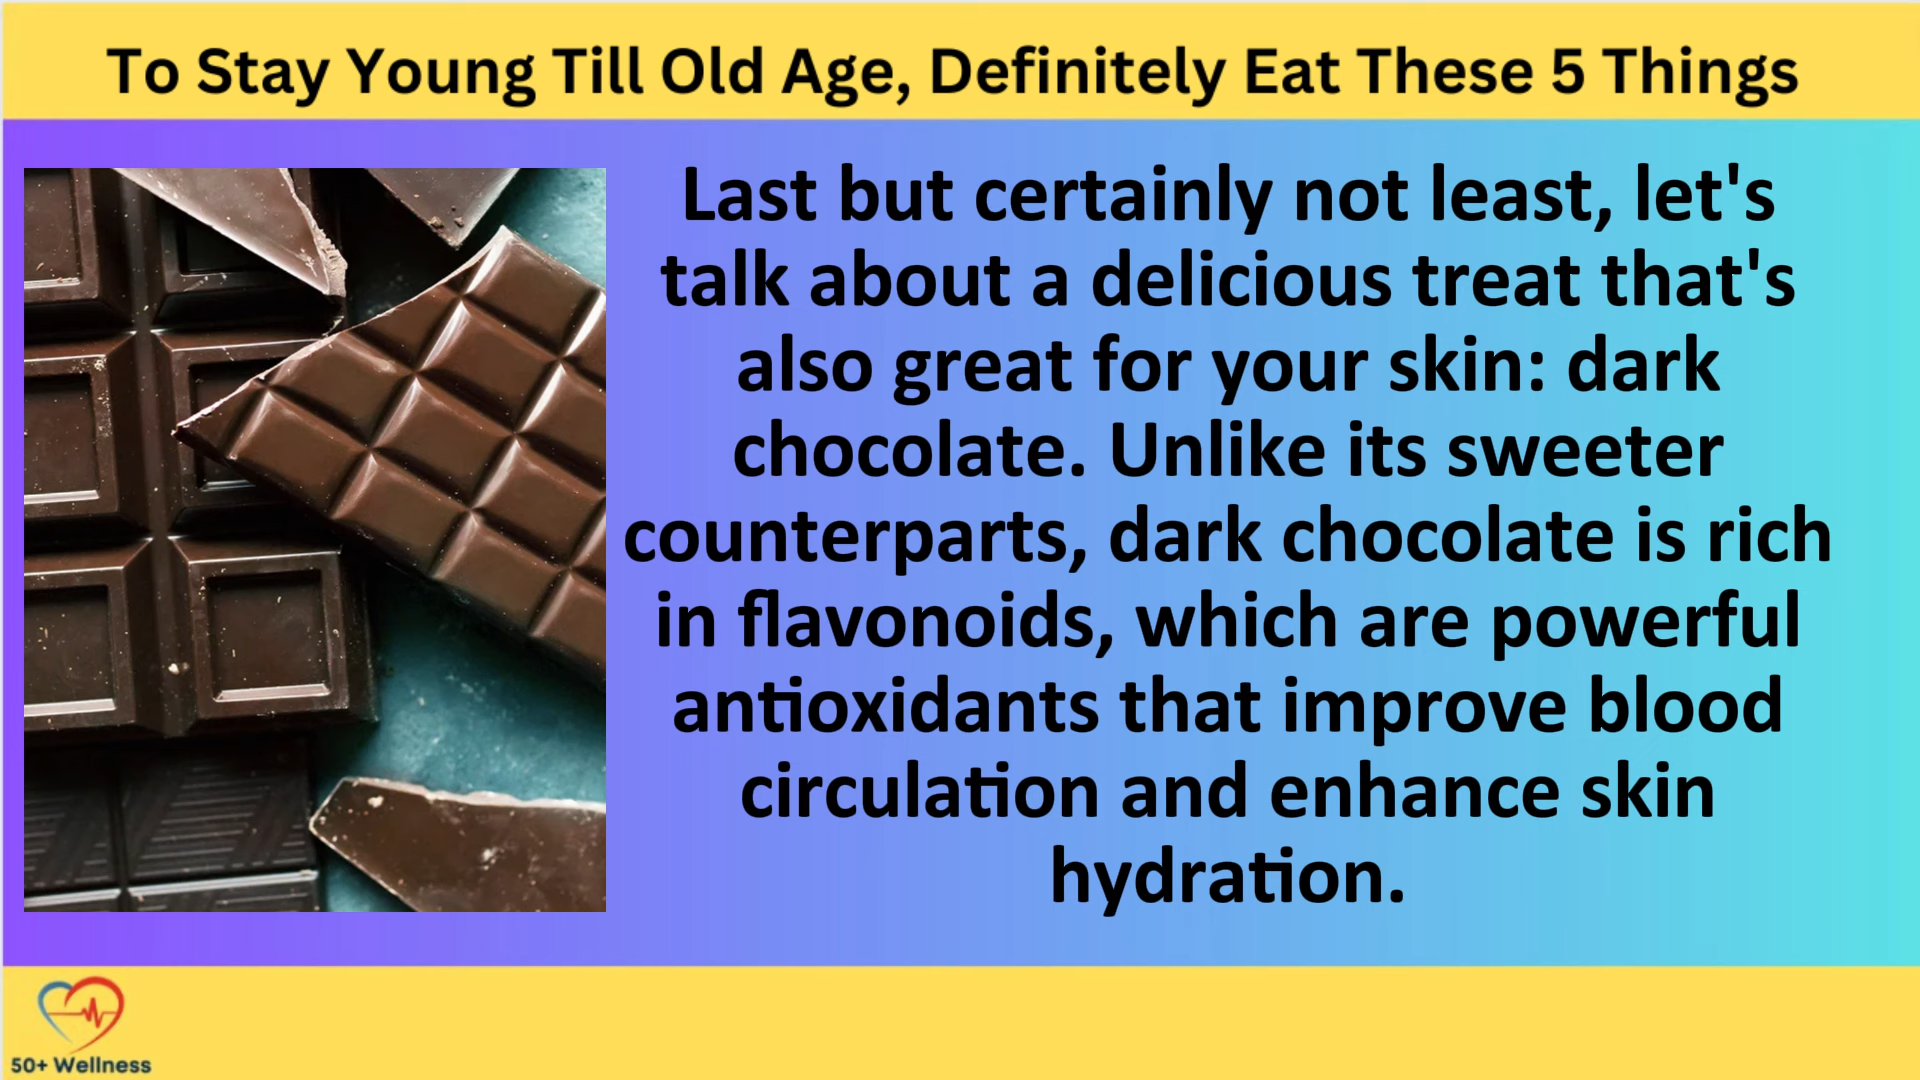 To Stay Young Till Old Age, Definitely Eat These 5 Things
Last but certainly not least, let's
talk about a delicious treat that's
also great for your skin: dark
chocolate. Unlike its sweeter
counterparts, dark chocolate is rich
in flavonoids, which are powerful
antioxidants that improve blood
circulation and enhance skin
hydration.
50+ Wellness